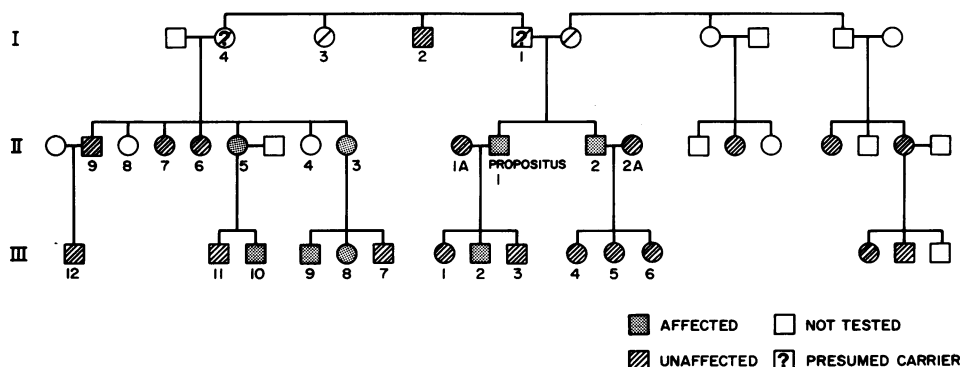 I
? 4 3 2 ? 1
II
9 8 7 6 5 4 3 1A PROPOSITUS 1 2 2A
III
12 11 10 9 8 7 1 2 3 4 5 6
AFFECTED NOT TESTED
UNAFFECTED ? PRESUMED CARRIER